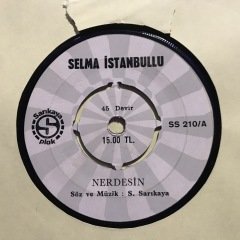 SELMA İSTANBULLU
Sarıkaya
Plak
45 Devir
15.00 TL.
SS 210/A
NERDESİN
Söz ve Müzik : S. Sarıkaya